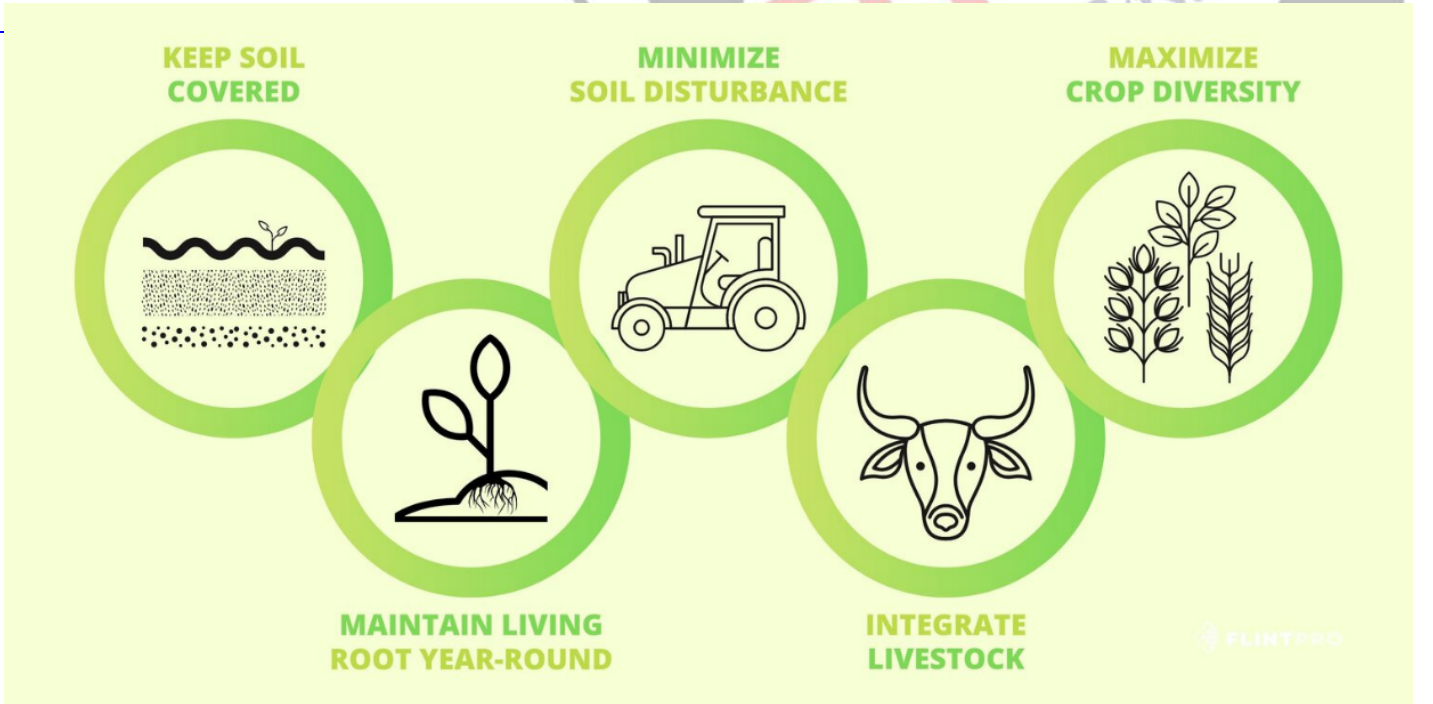 KEEP SOIL
COVERED
MINIMIZE
SOIL DISTURBANCE
MAXIMIZE
CROP DIVERSITY
MAINTAIN LIVING
ROOT YEAR-ROUND
INTEGRATE
LIVESTOCK
FLINTPRO